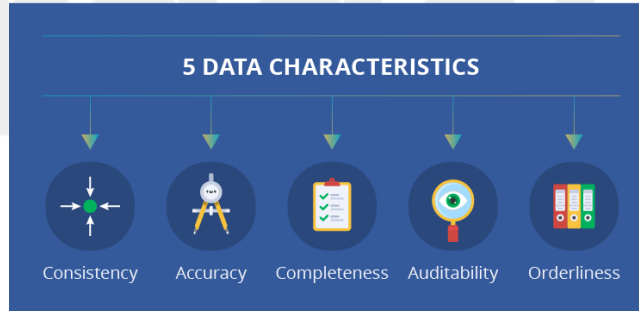 5 DATA CHARACTERISTICS
Consistency
Accuracy
Completeness
Auditability
Orderliness